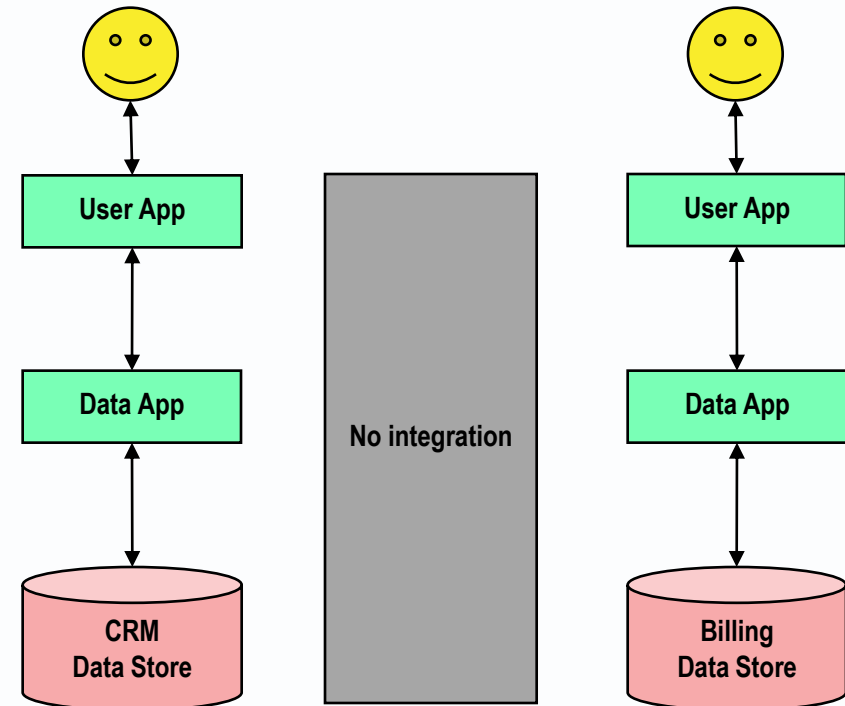 User App
User App
Data App
Data App
No integration
CRM
Data Store
Billing
Data Store